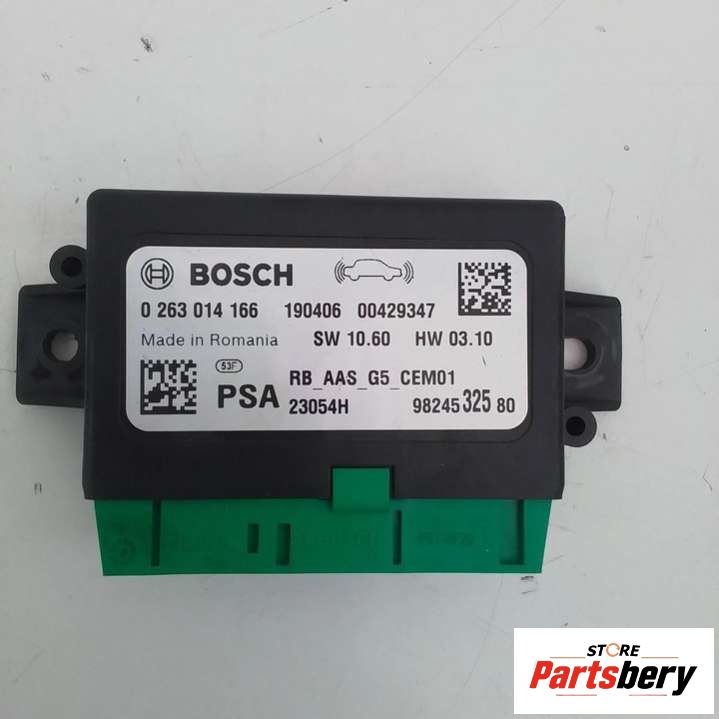 BOSCH
0 263 014 166 190406 00429347
Made in Romania SW 10.60 HW 03.10
53F
PSA RB_AAS_G5_CEM01
23054H 98245 325 80
STORE
Partsbery